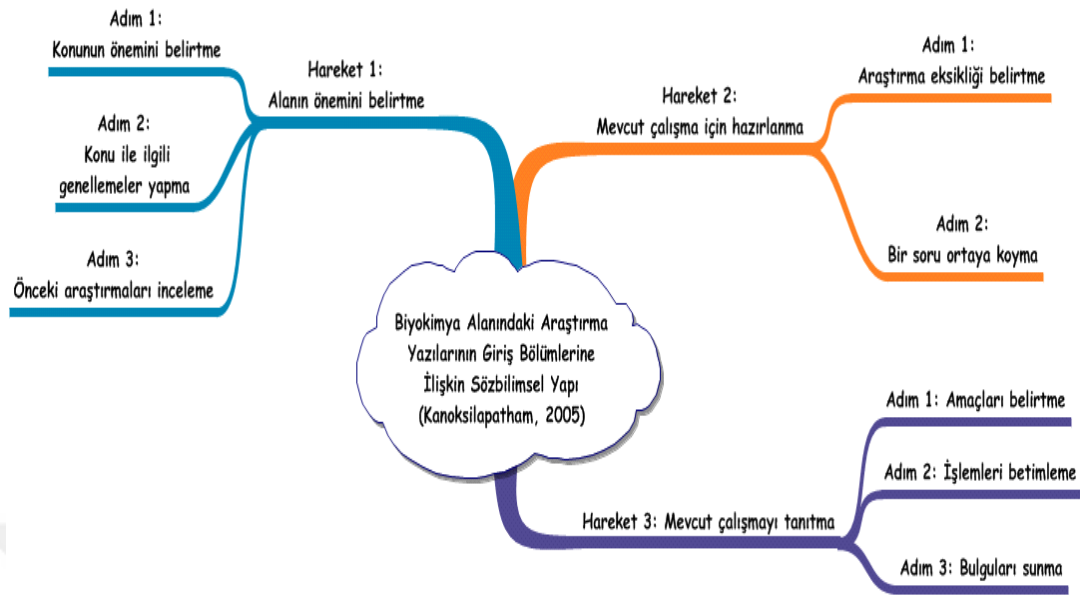 Biyokimya Alanındaki Araştırma
Yazılarının Giriş Bölümlerine
İlişkin Sözbilimsel Yapı
(Kanoksilapatham, 2005)
Hareket 1:
Alanın önemini belirtme
Adım 1:
Konunun önemini belirtme
Adım 2:
Konu ile ilgili
genellemeler yapma
Adım 3:
Önceki araştırmaları inceleme
Hareket 2:
Mevcut çalışma için hazırlanma
Adım 1:
Araştırma eksikliği belirtme
Adım 2:
Bir soru ortaya koyma
Hareket 3: Mevcut çalışmayı tanıtma
Adım 1: Amaçları belirtme
Adım 2: İşlemleri betimleme
Adım 3: Bulguları sunma